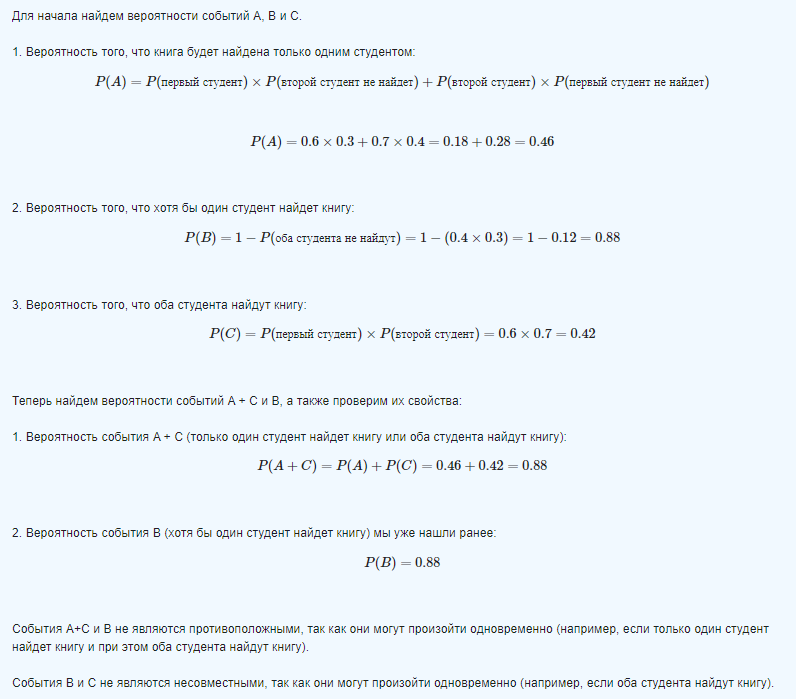 Для начала найдем вероятности событий A, B и C.
1. Вероятность того, что книга будет найдена только одним студентом:
P(A) = P(первый студент) × P(второй студент не найдет) + P(второй студент) × P(первый студент не найдет)
P(A) = 0.6 × 0.3 + 0.7 × 0.4 = 0.18 + 0.28 = 0.46
2. Вероятность того, что хотя бы один студент найдет книгу:
P(B) = 1 − P(оба студента не найдут) = 1 − (0.4 × 0.3) = 1 − 0.12 = 0.88
3. Вероятность того, что оба студента найдут книгу:
P(C) = P(первый студент) × P(второй студент) = 0.6 × 0.7 = 0.42
Теперь найдем вероятности событий A + C и B, а также проверим их свойства:
1. Вероятность события A + C (только один студент найдет книгу или оба студента найдут книгу):
P(A + C) = P(A) + P(C) = 0.46 + 0.42 = 0.88
2. Вероятность события B (хотя бы один студент найдет книгу) мы уже нашли ранее:
P(B) = 0.88
События A+C и B не являются противоположными, так как они могут произойти одновременно (например, если только один студент
найдет книгу и при этом оба студента найдут книгу).
События B и C не являются несовместными, так как они могут произойти одновременно (например, если оба студента найдут книгу).